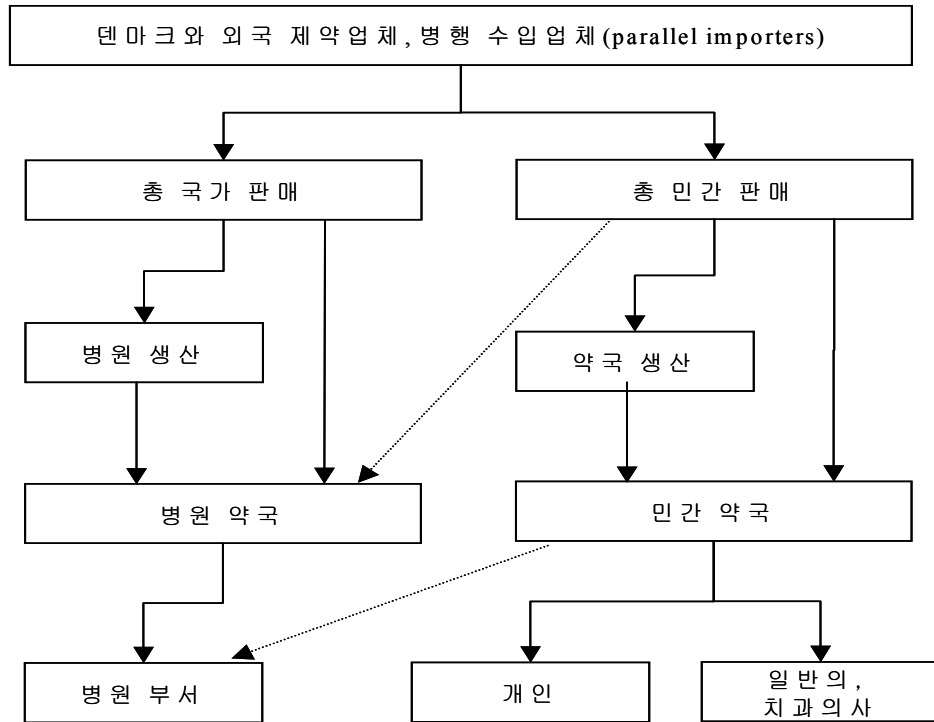 덴마크와 외국 제약업체, 병행 수입업체(parallel importers)
총 국가 판매
총 민간 판매
병원 생산
약국 생산
병원 약국
민간 약국
병원 부서
개인
일반의,
치과의사